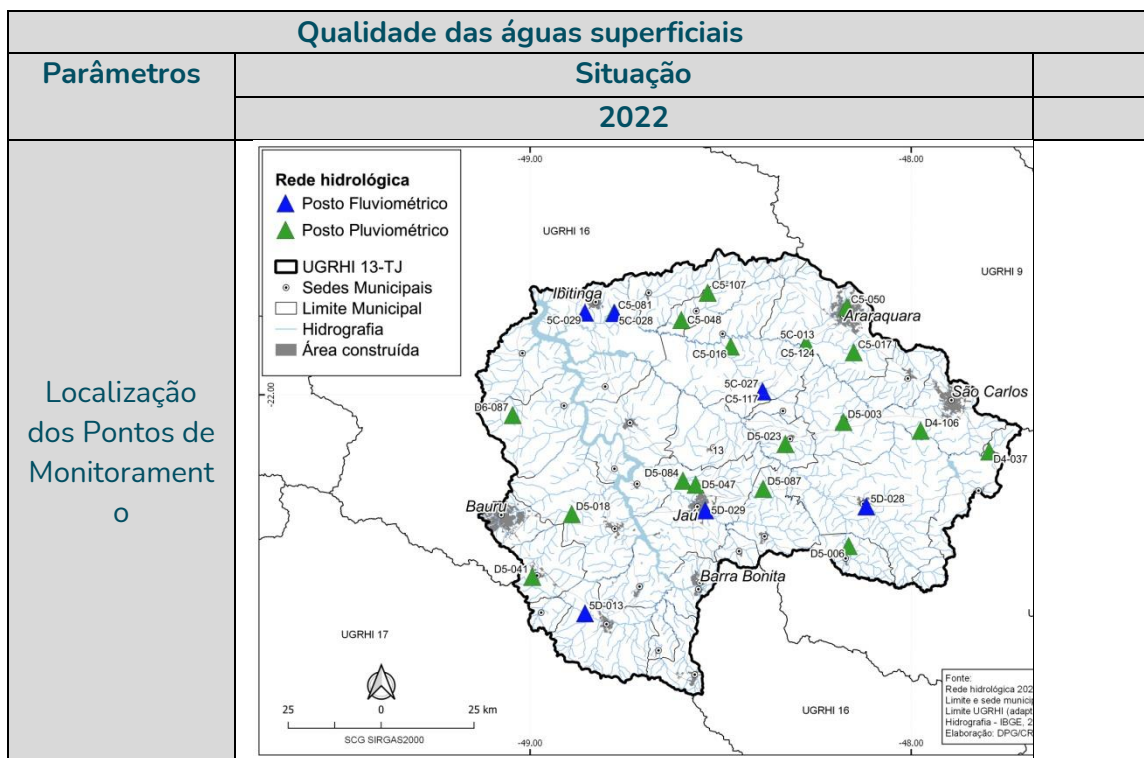 Qualidade das águas superficiais
Parâmetros
Situação
2022
Localização
dos Pontos de
Monitorament
o
-49.00
-48.00
Rede hidrológica
Posto Fluviométrico
Posto Pluviométrico
UGRHI 13-TJ
Sedes Municipais
Limite Municipal
Hidrografia
Área construída
UGRHI 16
UGRHI 9
Ibitinga
C5-107
C5-050
C5-081
Araraquara
5C-029
5C-028
C5-048
5C-013
C5-017
C5-016
C5-124
5C-027
São Carlos
-22.00
C5-117
D6-087
D5-003
D4-106
D5-023
13
D4-037
D5-084
D5-047
D5-087
Bauru
D5-018
Jaú
5D-029
5D-028
D5-006
D5-041
Barra Bonita
5D-013
UGRHI 17
25
0
25 km
SCG SIRGAS2000
UGRHI 16
Fonte:
Rede hidrológica 202
Limite e sede municip
Limite UGRHI (adapt
Hidrografia - IBGE, 2
Elaboração: DPG/CR
-49.00
-48.00